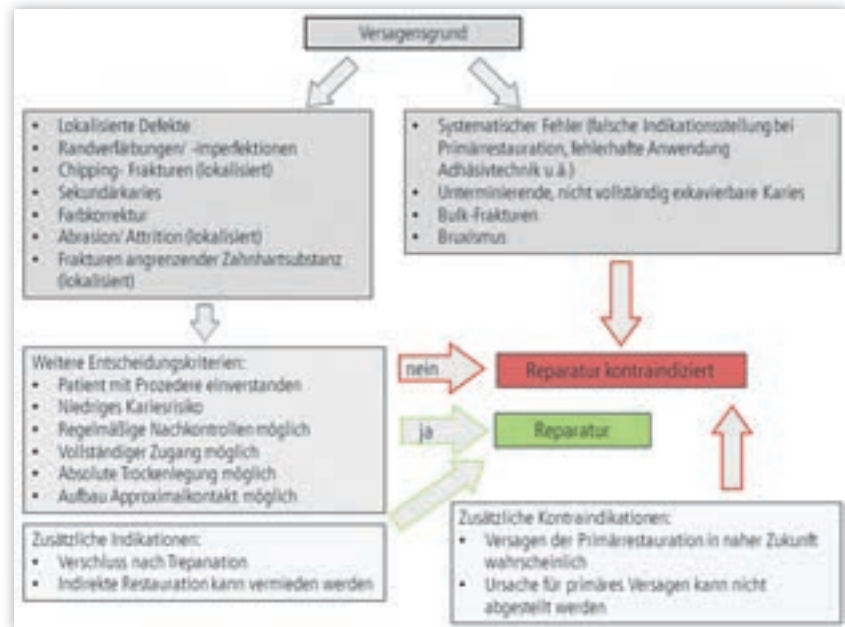 Versagensgrund
• Lokalisierte Defekte
• Randverfärbungen/ -imperfektionen
• Chipping- Frakturen (lokalisiert)
• Sekundärkaries
• Farbkorrektur
• Abrasion/ Attrition (lokalisiert)
• Frakturen angrenzender Zahnhartsubstanz
(lokalisiert)
• Systematischer Fehler (falsche Indikationsstellung bei
Primärrestauration, fehlerhafte Anwendung
Adhäsivtechnik u.ä.)
• Unterminierende, nicht vollständig exkavierbare Karies
• Bulk-Frakturen
• Bruxismus
Weitere Entscheidungskriterien:
• Patient mit Prozedere einverstanden
• Niedriges Kariesrisiko
• Regelmäßige Nachkontrollen möglich
• Vollständiger Zugang möglich
• Absolute Trockenlegung möglich
• Aufbau Approximalkontakt möglich
nein
Reparatur kontraindiziert
ja
Reparatur
Zusätzliche Indikationen:
• Verschluss nach Trepanation
• Indirekte Restauration kann vermieden werden
Zusätzliche Kontraindikationen:
• Versagen der Primärrestauration in naher Zukunft
wahrscheinlich
• Ursache für primäres Versagen kann nicht
abgestellt werden